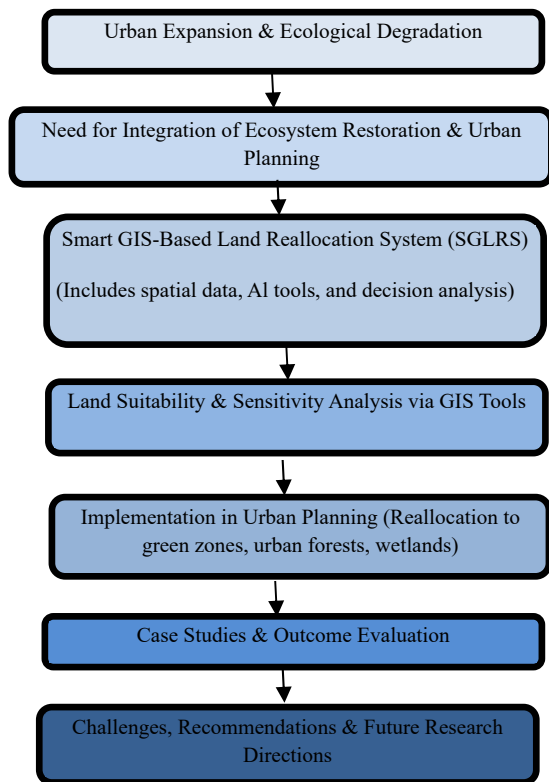 Urban Expansion & Ecological Degradation
Need for Integration of Ecosystem Restoration & Urban
Planning
Smart GIS-Based Land Reallocation System (SGLRS)
(Includes spatial data, Al tools, and decision analysis)
Land Suitability & Sensitivity Analysis via GIS Tools
Implementation in Urban Planning (Reallocation to
green zones, urban forests, wetlands)
Case Studies & Outcome Evaluation
Challenges, Recommendations & Future Research
Directions